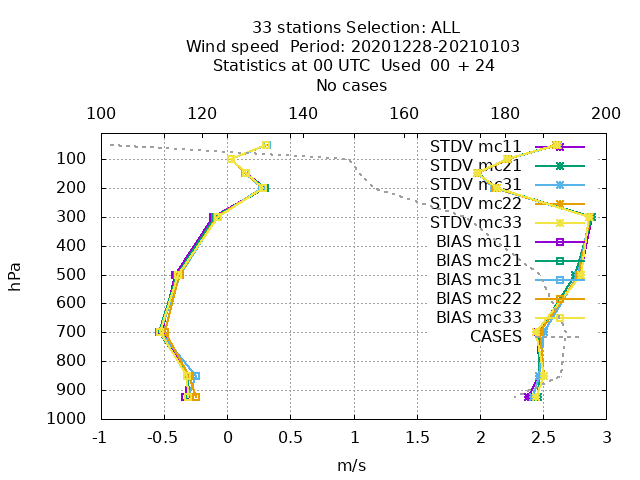 33 stations Selection: ALL
Wind speed  Period: 20201228-20210103
Statistics at 00 UTC  Used  00 + 24
No cases
100 120 140 160 180 200
STDV mc11
100
STDV mc21
STDV mc31
200
STDV mc22
300
STDV mc33
BIAS mc11
400
BIAS mc21
500
BIAS mc31
BIAS mc22
600
BIAS mc33
700
CASES
800
900
1000
hPa
-1 -0.5 0 0.5 1 1.5 2 2.5 3
m/s